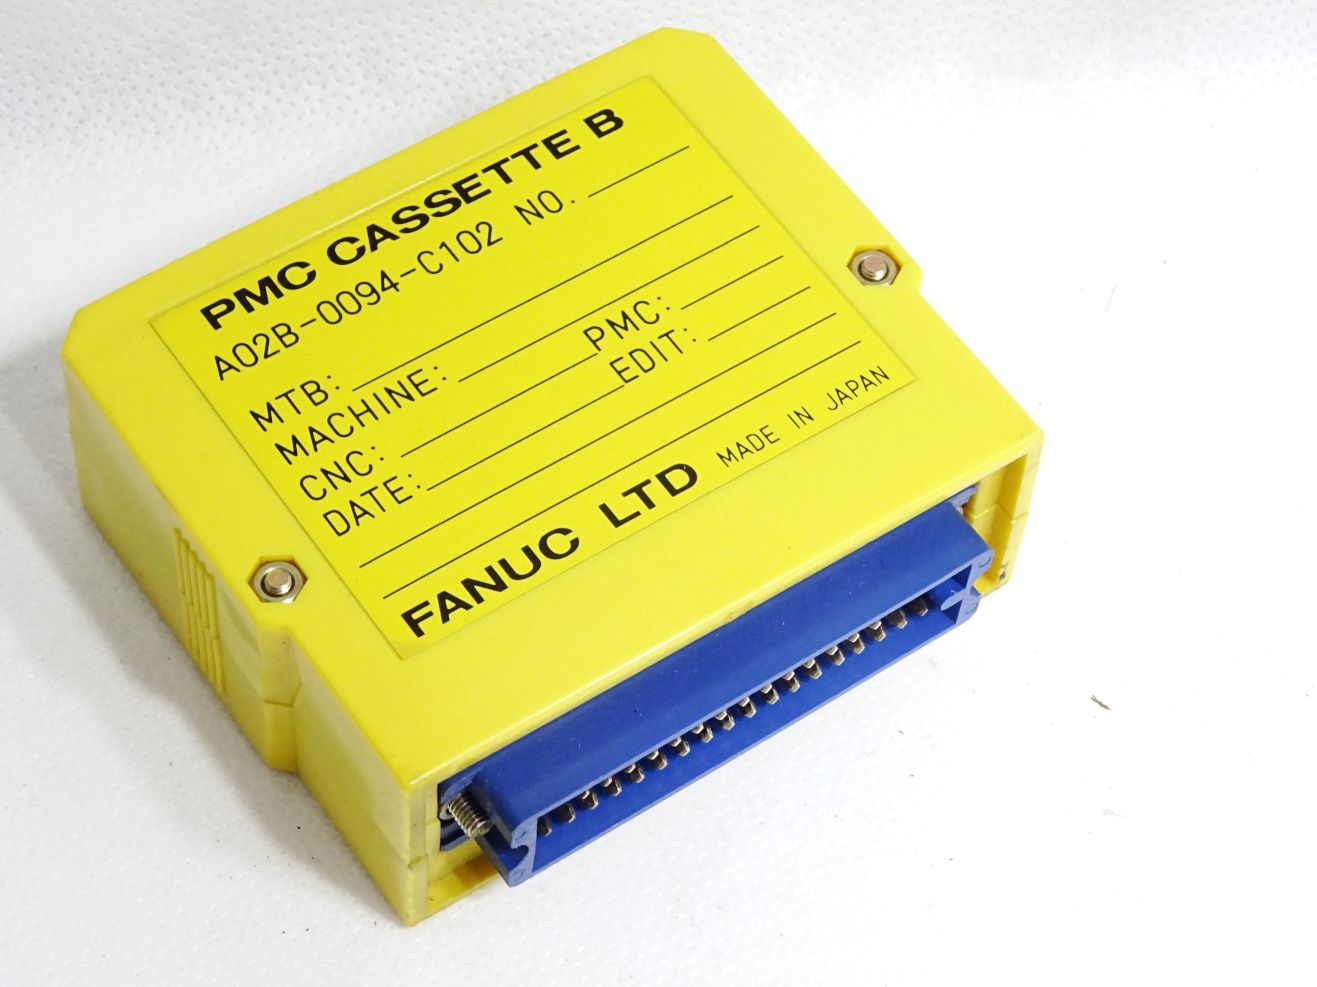 PMC CASSETTE B
A02B-0094-C102 NO.
MTB:
MACHINE: PMC:
CNC: EDIT:
DATE:
FANUC LTD MADE IN JAPAN